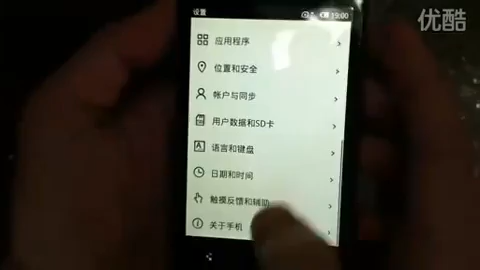 设置 19:00
优酷
应用程序
位置和安全
帐户与同步
用户数据和SD卡
语言和键盘
日期和时间
触摸反馈和辅助
关于手机